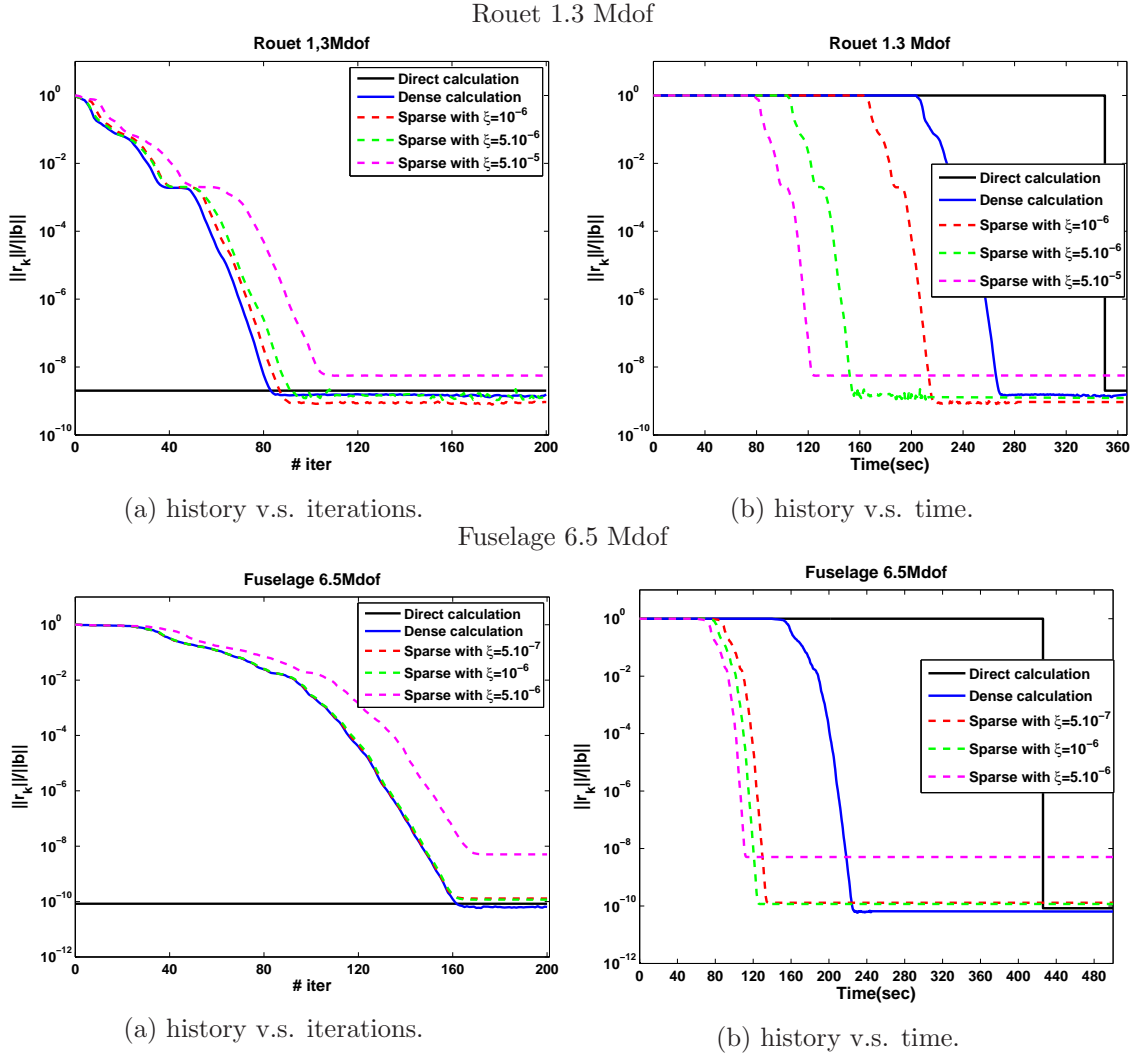 Rouet 1.3 Mdof
Rouet 1,3Mdof
10^0
10^-2
10^-4
10^-6
10^-8
10^-10
||r_k||/||b||
0 40 80 120 160 200
# iter
Direct calculation
Dense calculation
Sparse with ξ=10^-6
Sparse with ξ=5.10^-6
Sparse with ξ=5.10^-5
(a) history v.s. iterations.
Rouet 1.3 Mdof
10^0
10^-2
10^-4
10^-6
10^-8
10^-10
||r_k||/||b||
0 40 80 120 160 200 240 280 320 360
Time(sec)
Direct calculation
Dense calculation
Sparse with ξ=10^-6
Sparse with ξ=5.10^-6
Sparse with ξ=5.10^-5
(b) history v.s. time.
Fuselage 6.5 Mdof
Fuselage 6.5Mdof
10^0
10^-2
10^-4
10^-6
10^-8
10^-10
10^-12
||r_k||/||b||
0 40 80 120 160 200
# iter
Direct calculation
Dense calculation
Sparse with ξ=5.10^-7
Sparse with ξ=10^-6
Sparse with ξ=5.10^-6
(a) history v.s. iterations.
Fuselage 6.5Mdof
10^0
10^-2
10^-4
10^-6
10^-8
10^-10
10^-12
||r_k||/||b||
0 40 80 120 160 200 240 280 320 360 400 440 480
Time(sec)
Direct calculation
Dense calculation
Sparse with ξ=5.10^-7
Sparse with ξ=10^-6
Sparse with ξ=5.10^-6
(b) history v.s. time.